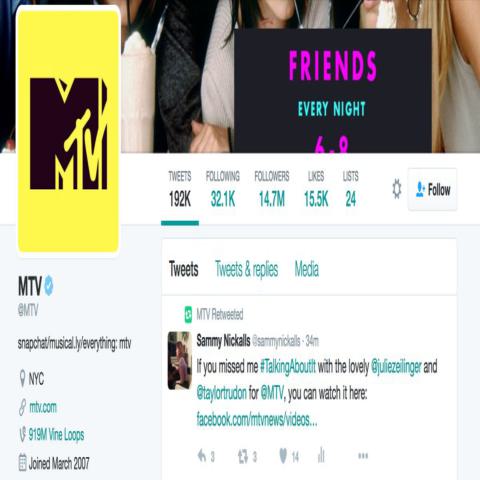 FRIENDS
EVERY NIGHT
6-8
MTV
TWEETS FOLLOWING FOLLOWERS LIKES LISTS
192K 32.1K 14.7M 15.5K 24
Follow
MTV
@MTV
snapchat/musical.ly/everything: mtv
NYC
mtv.com
919M Vine Loops
Joined March 2007
Tweets Tweets & replies Media
MTV Retweeted
Sammy Nickalls @sammynickalls · 34m
If you missed me #TalkingAboutIt with the lovely @juliezeilinger and
@taylortrudon for @MTV, you can watch it here:
facebook.com/mtvnews/videos...
3 3 14